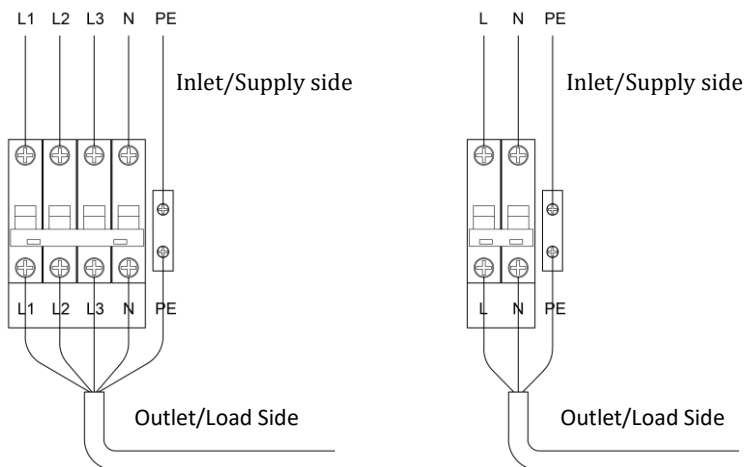 L1 L2 L3 N PE
L N PE
Inlet/Supply side
Inlet/Supply side
L1 L2 L3 N PE
L N PE
Outlet/Load Side
Outlet/Load Side